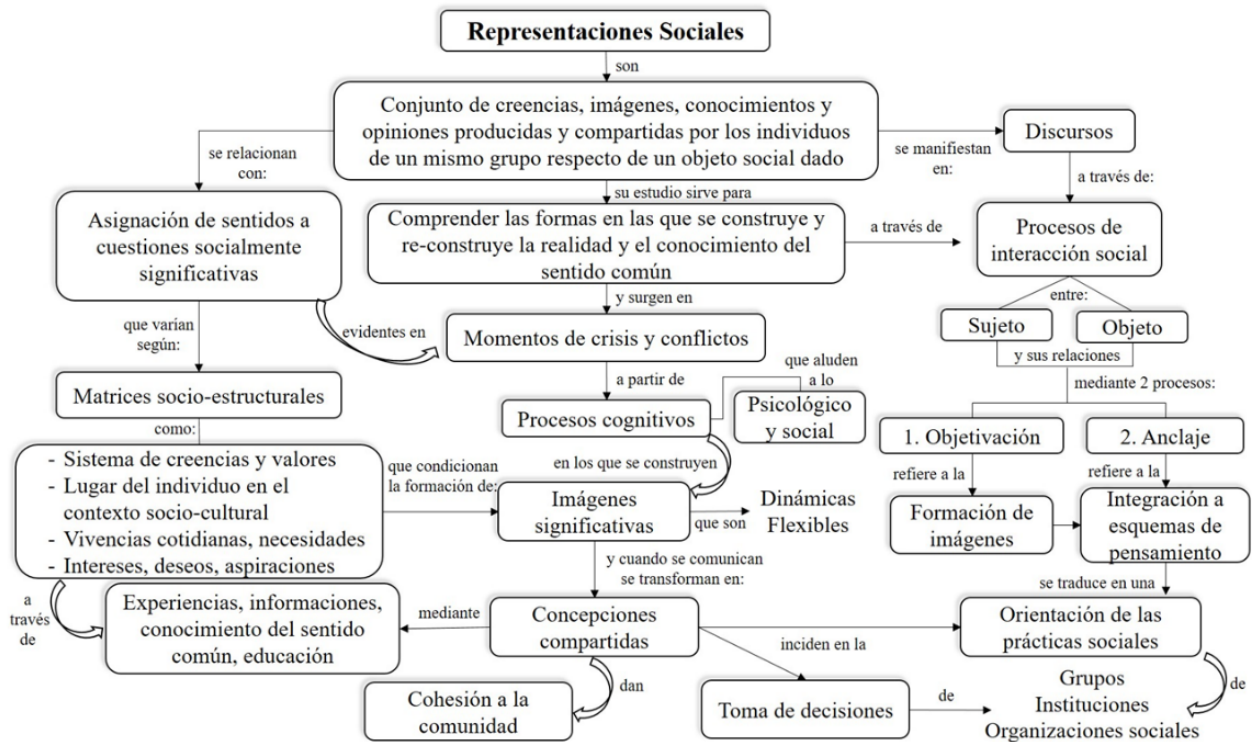 Representaciones Sociales
son
Conjunto de creencias, imágenes, conocimientos y
opiniones producidas y compartidas por los individuos
de un mismo grupo respecto de un objeto social dado
se manifiestan
en:
Discursos
a través de:
se relacionan
con:
su estudio sirve para
Asignación de sentidos a
cuestiones socialmente
significativas
Comprender las formas en las que se construye y
re-construye la realidad y el conocimiento del
sentido común
a través de
Procesos de
interacción social
entre:
Sujeto
Objeto
y sus relaciones
mediante 2 procesos:
y surgen en
que varían
según:
evidentes en
Momentos de crisis y conflictos
a partir de
que aluden
a lo
Matrices socio-estructurales
como:
Procesos cognitivos
Psicológico
y social
1. Objetivación
2. Anclaje
refiere a la
refiere a la
- Sistema de creencias y valores
- Lugar del individuo en el
contexto socio-cultural
- Vivencias cotidianas, necesidades
- Intereses, deseos, aspiraciones
que condicionan
la formación de:
en los que se construyen
Imágenes
significativas
que son
Dinámicas
Flexibles
Formación de
imágenes
Integración a
esquemas de
pensamiento
se traduce en una
y cuando se comunican
se transforman en:
a
través
de
Experiencias, informaciones,
conocimiento del sentido
común, educación
mediante
Concepciones
compartidas
inciden en la
Orientación de las
prácticas sociales
dan
Cohesión a la
comunidad
Toma de decisiones
de
Grupos
Instituciones
Organizaciones sociales
de